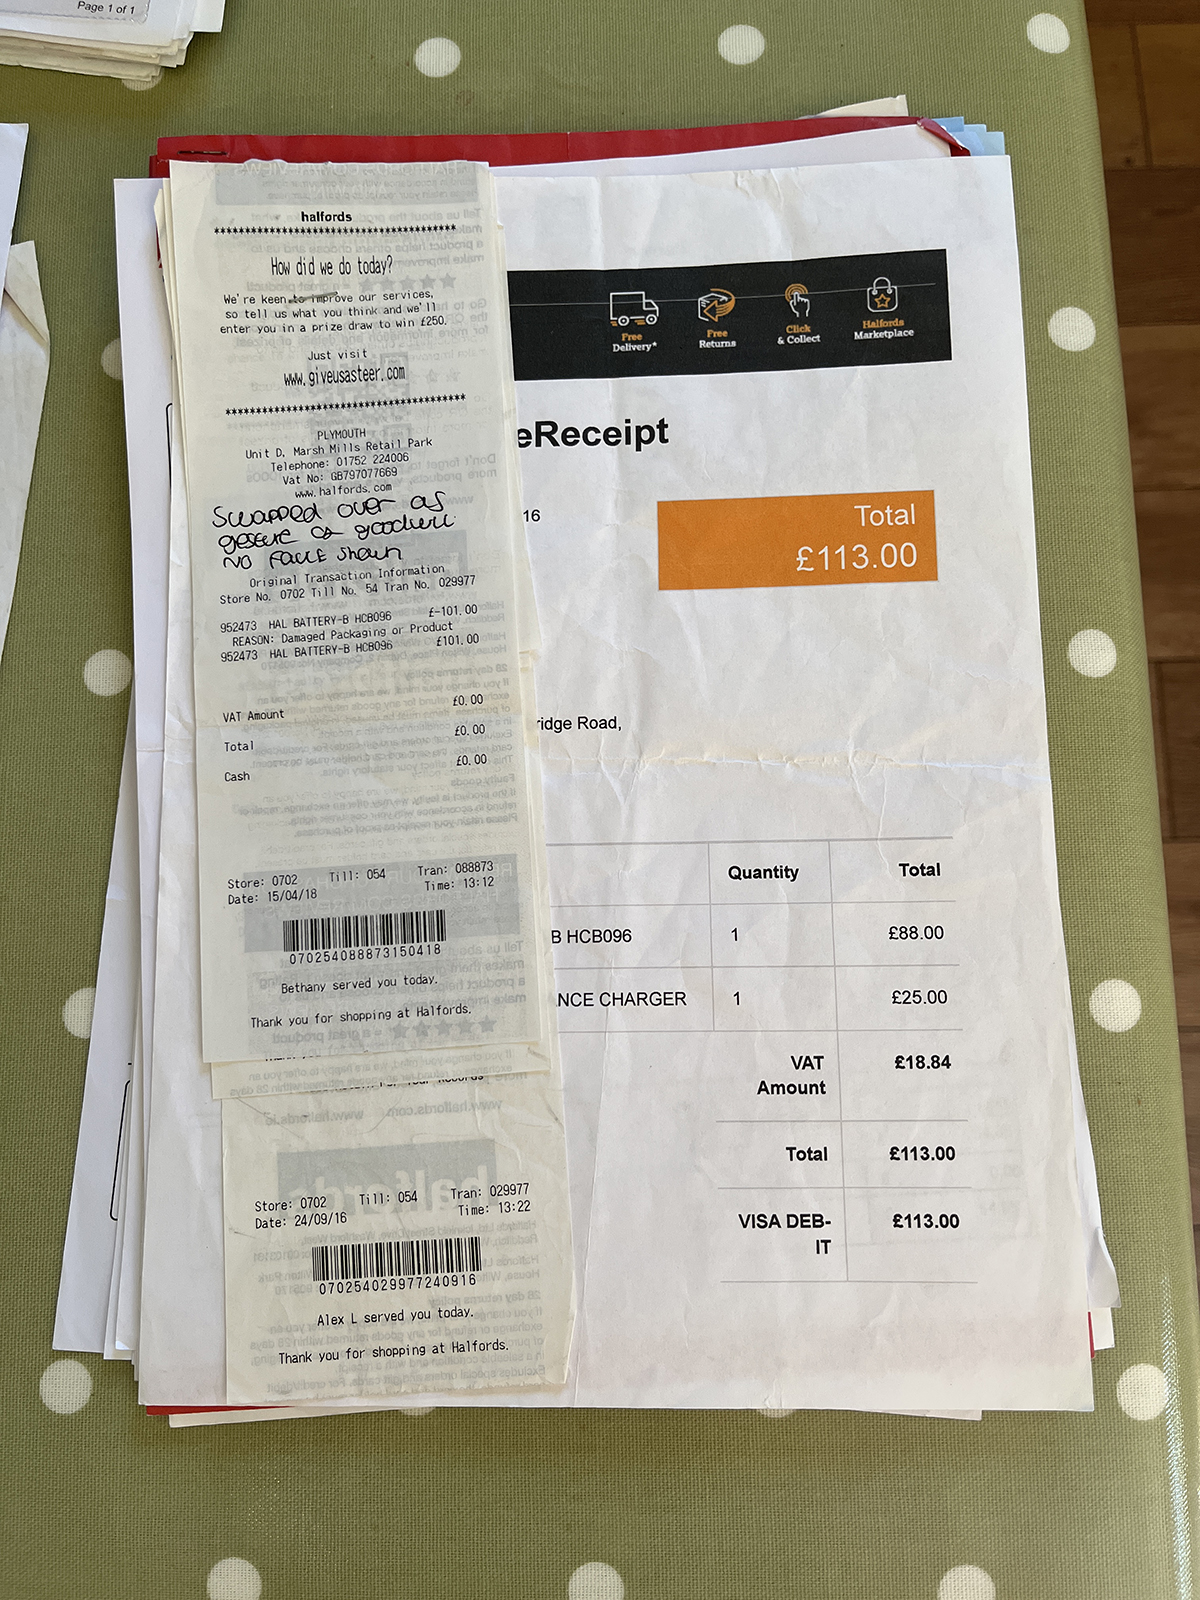 Page 1 of 1
halfords
****************************************
How did we do today?
We're keen to improve our services,
so tell us what you think and we'll
enter you in a prize draw to win £250.
Just visit
www.giveusasteer.com
****************************************
PLYMOUTH
Unit D, Marsh Mills Retail Park
Telephone: 01752 224006
Vat No: GB797077669
www.halfords.com
Swapped over as
gesture of goodwill
NO Fault shown
Original Transaction Information
Store No. 0702 Till No. 54 Tran No. 029977
952473 HAL BATTERY-B HCB096 £-101.00
REASON: Damaged Packaging or Product
952473 HAL BATTERY-B HCB096 £101.00
VAT Amount £0.00
Total £0.00
Cash £0.00
Store: 0702 Till: 054 Tran: 088873
Date: 15/04/18 Time: 13:12
070254088873150418
Bethany served you today.
Thank you for shopping at Halfords.
Store: 0702 Till: 054 Tran: 029977
Date: 24/09/16 Time: 13:22
070254029977240916
Alex L served you today.
Thank you for shopping at Halfords.
Free Delivery*
Free Returns
Click & Collect
Halfords Marketplace
eReceipt
16
Total
£113.00
ridge Road,
Quantity Total
B HCB096 1 £88.00
NCE CHARGER 1 £25.00
VAT Amount £18.84
Total £113.00
VISA DEB-
IT £113.00